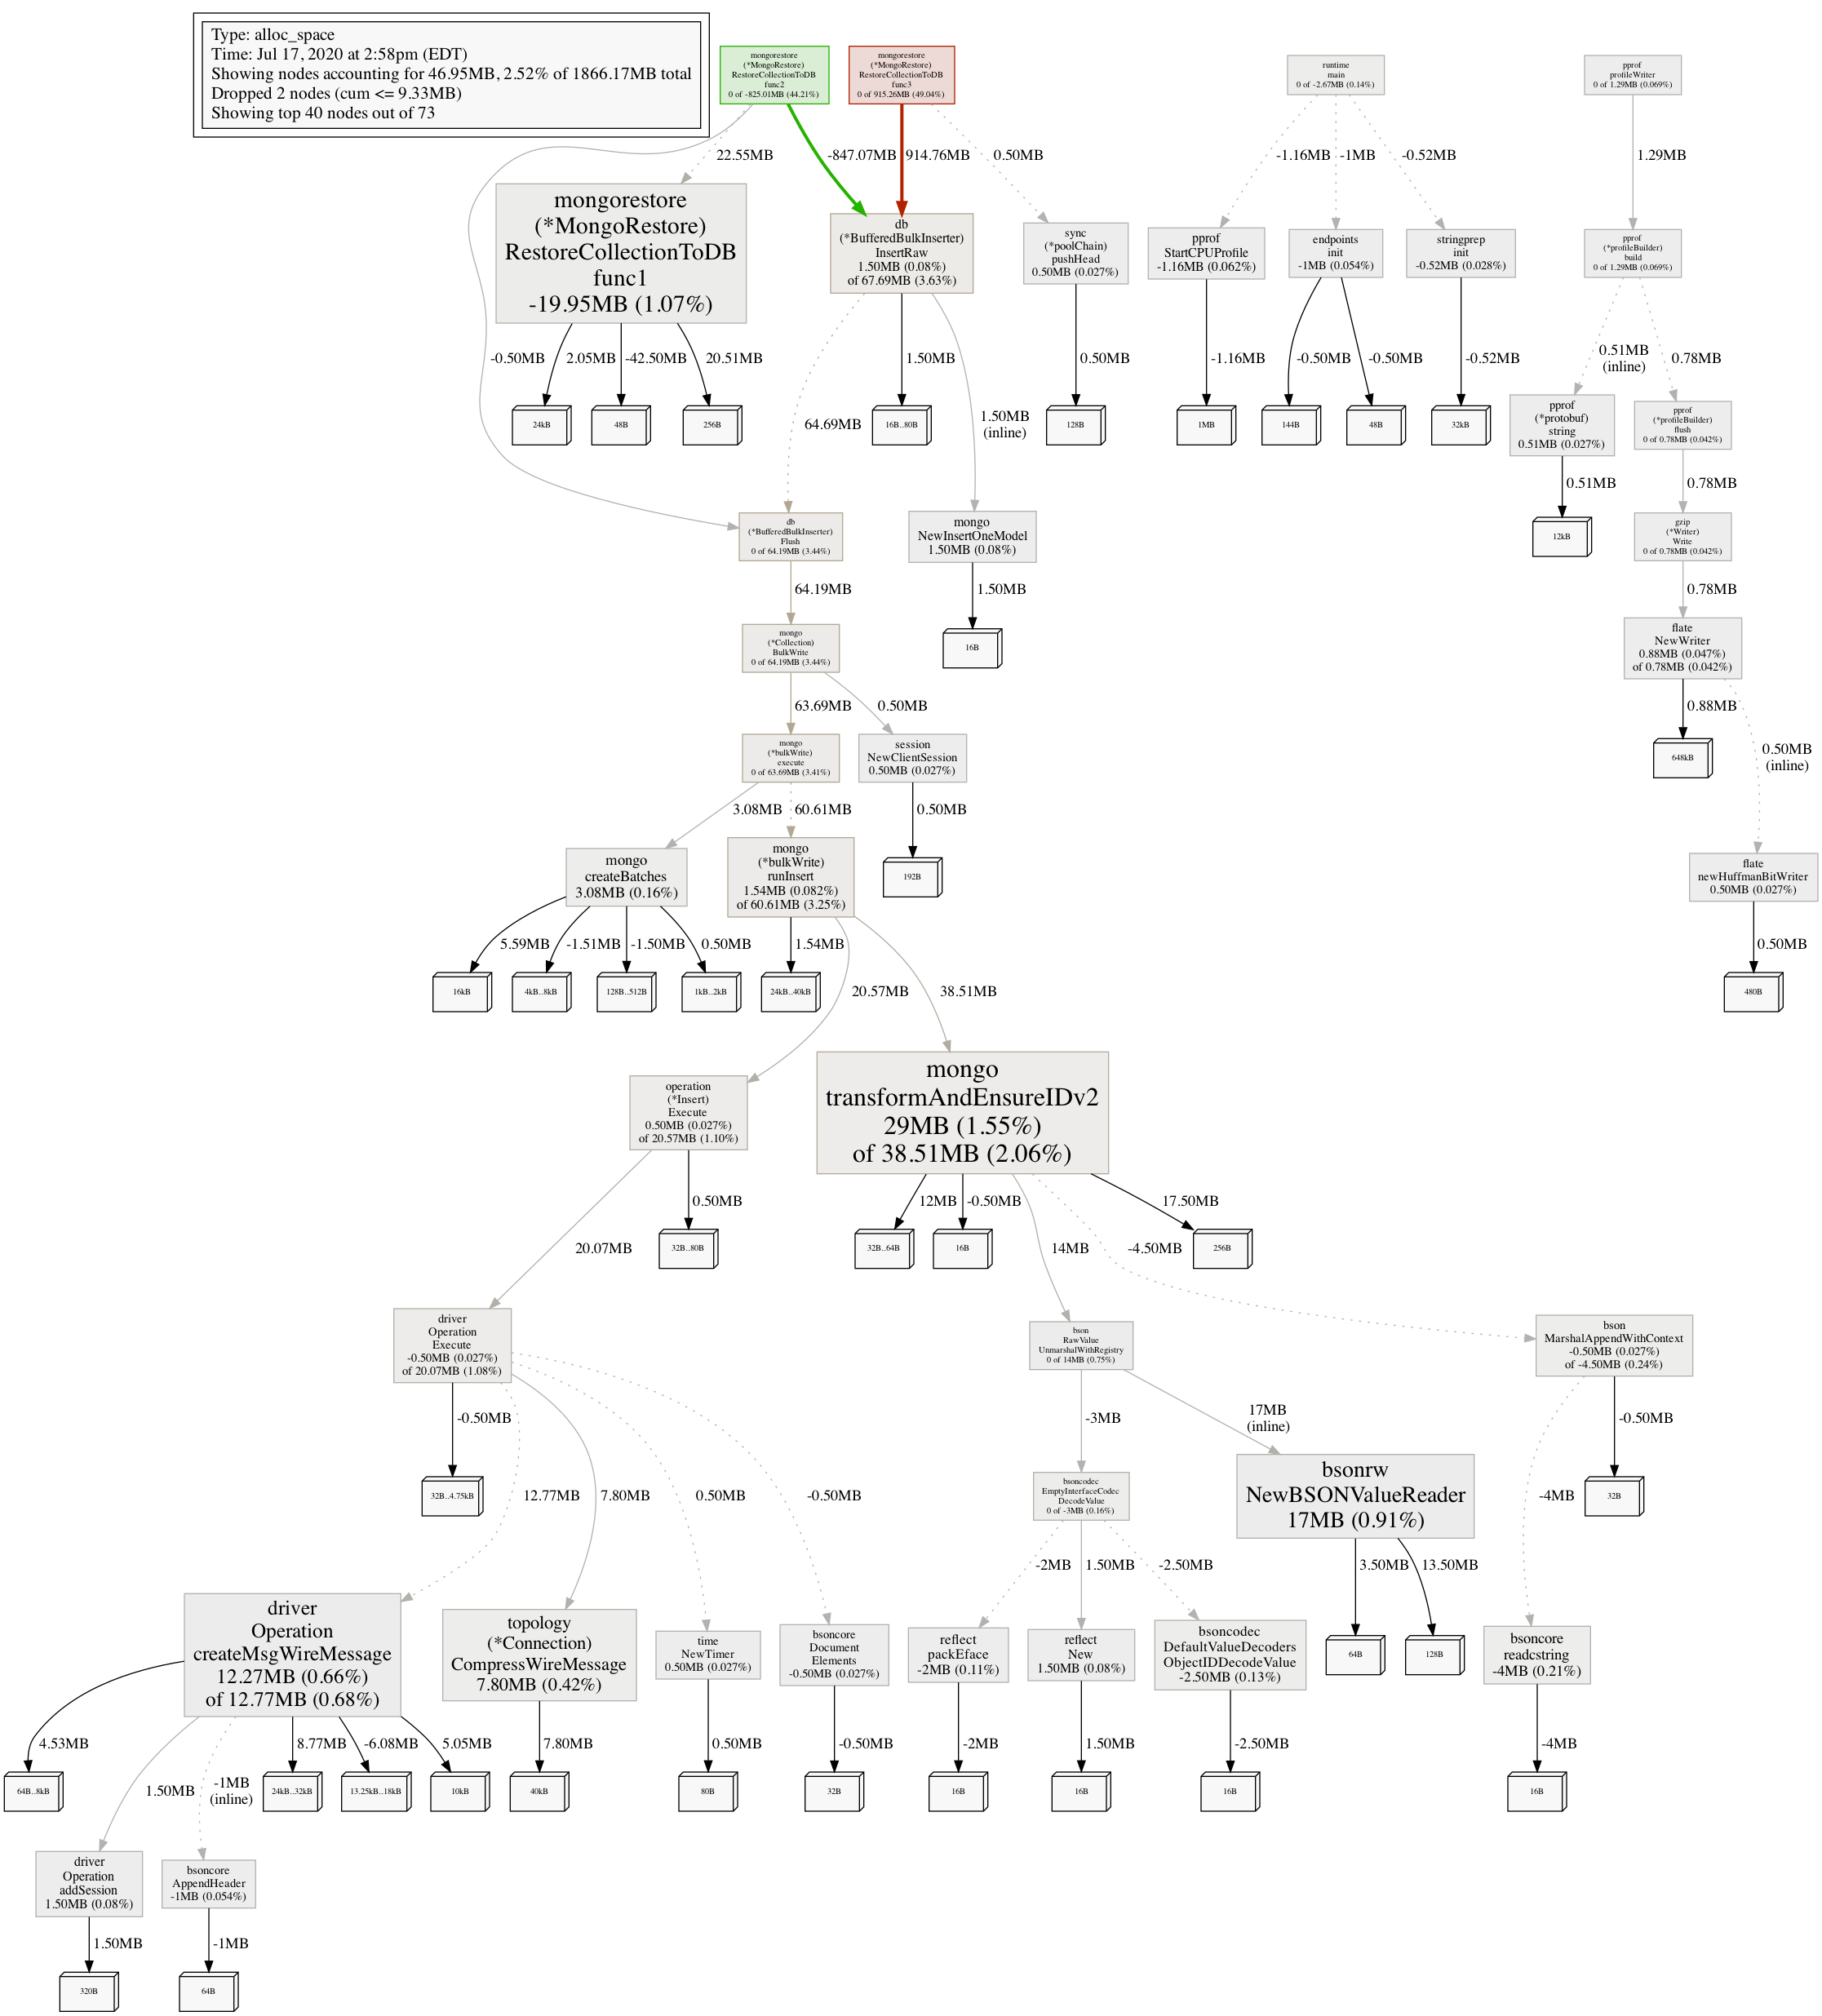 Type: alloc_space
Time: Jul 17, 2020 at 2:58pm (EDT)
Showing nodes accounting for 46.95MB, 2.52% of 1866.17MB total
Dropped 2 nodes (cum <= 9.33MB)
Showing top 40 nodes out of 73
mongorestore
(*MongoRestore)
RestoreCollectionToDB
func2
0 of -825.01MB (44.21%)
mongorestore
(*MongoRestore)
RestoreCollectionToDB
func3
0 of 915.26MB (49.04%)
runtime
main
0 of -2.67MB (0.14%)
pprof
profileWriter
0 of 1.29MB (0.069%)
22.55MB
-847.07MB
914.76MB
0.50MB
-1.16MB
-1MB
-0.52MB
1.29MB
mongorestore
(*MongoRestore)
RestoreCollectionToDB
func1
-19.95MB (1.07%)
db
(*BufferedBulkInserter)
InsertRaw
1.50MB (0.08%)
of 67.69MB (3.63%)
sync
(*poolChain)
pushHead
0.50MB (0.027%)
pprof
StartCPUProfile
-1.16MB (0.062%)
endpoints
init
-1MB (0.054%)
stringprep
init
-0.52MB (0.028%)
pprof
(*profileBuilder)
build
0 of 1.29MB (0.069%)
-0.50MB
2.05MB
-42.50MB
20.51MB
64.69MB
1.50MB
1.50MB
(inline)
0.50MB
-1.16MB
-0.50MB
-0.50MB
-0.52MB
0.51MB
(inline)
0.78MB
24kB
48B
256B
16B..80B
128B
1MB
144B
48B
32kB
pprof
(*protobuf)
string
0.51MB (0.027%)
pprof
(*profileBuilder)
flush
0 of 0.78MB (0.042%)
0.51MB
0.78MB
db
(*BufferedBulkInserter)
Flush
0 of 64.19MB (3.44%)
mongo
NewInsertOneModel
1.50MB (0.08%)
12kB
gzip
(*Writer)
Write
0 of 0.78MB (0.042%)
64.19MB
1.50MB
0.78MB
mongo
(*Collection)
BulkWrite
0 of 64.19MB (3.44%)
16B
flate
NewWriter
0.88MB (0.047%)
of 0.78MB (0.042%)
63.69MB
0.50MB
0.88MB
0.50MB
(inline)
mongo
(*bulkWrite)
execute
0 of 63.69MB (3.41%)
session
NewClientSession
0.50MB (0.027%)
648kB
3.08MB
60.61MB
0.50MB
mongo
createBatches
3.08MB (0.16%)
mongo
(*bulkWrite)
runInsert
1.54MB (0.082%)
of 60.61MB (3.25%)
192B
flate
newHuffmanBitWriter
0.50MB (0.027%)
5.59MB
-1.51MB
-1.50MB
0.50MB
1.54MB
20.57MB
38.51MB
0.50MB
16kB
4kB..8kB
128B..512B
1kB..2kB
24kB..40kB
480B
operation
(*Insert)
Execute
0.50MB (0.027%)
of 20.57MB (1.10%)
mongo
transformAndEnsureIDv2
29MB (1.55%)
of 38.51MB (2.06%)
20.07MB
0.50MB
12MB
-0.50MB
14MB
-4.50MB
17.50MB
32B..80B
32B..64B
16B
256B
driver
Operation
Execute
-0.50MB (0.027%)
of 20.07MB (1.08%)
bson
RawValue
UnmarshalWithRegistry
0 of 14MB (0.75%)
bson
MarshalAppendWithContext
-0.50MB (0.027%)
of -4.50MB (0.24%)
-0.50MB
12.77MB
7.80MB
0.50MB
-0.50MB
-3MB
17MB
(inline)
-4MB
-0.50MB
32B..4.75kB
bsoncodec
EmptyInterfaceCodec
DecodeValue
0 of -3MB (0.16%)
bsonrw
NewBSONValueReader
17MB (0.91%)
32B
-2MB
1.50MB
-2.50MB
3.50MB
13.50MB
driver
Operation
createMsgWireMessage
12.27MB (0.66%)
of 12.77MB (0.68%)
topology
(*Connection)
CompressWireMessage
7.80MB (0.42%)
time
NewTimer
0.50MB (0.027%)
bsoncore
Document
Elements
-0.50MB (0.027%)
reflect
packEface
-2MB (0.11%)
reflect
New
1.50MB (0.08%)
bsoncodec
DefaultValueDecoders
ObjectIDDecodeValue
-2.50MB (0.13%)
64B
128B
bsoncore
readcstring
-4MB (0.21%)
4.53MB
1.50MB
-1MB
(inline)
8.77MB
-6.08MB
5.05MB
7.80MB
0.50MB
-0.50MB
-2MB
1.50MB
-2.50MB
-4MB
64B..8kB
24kB..32kB
13.25kB..18kB
10kB
40kB
80B
32B
16B
16B
16B
16B
driver
Operation
addSession
1.50MB (0.08%)
bsoncore
AppendHeader
-1MB (0.054%)
1.50MB
-1MB
320B
64B